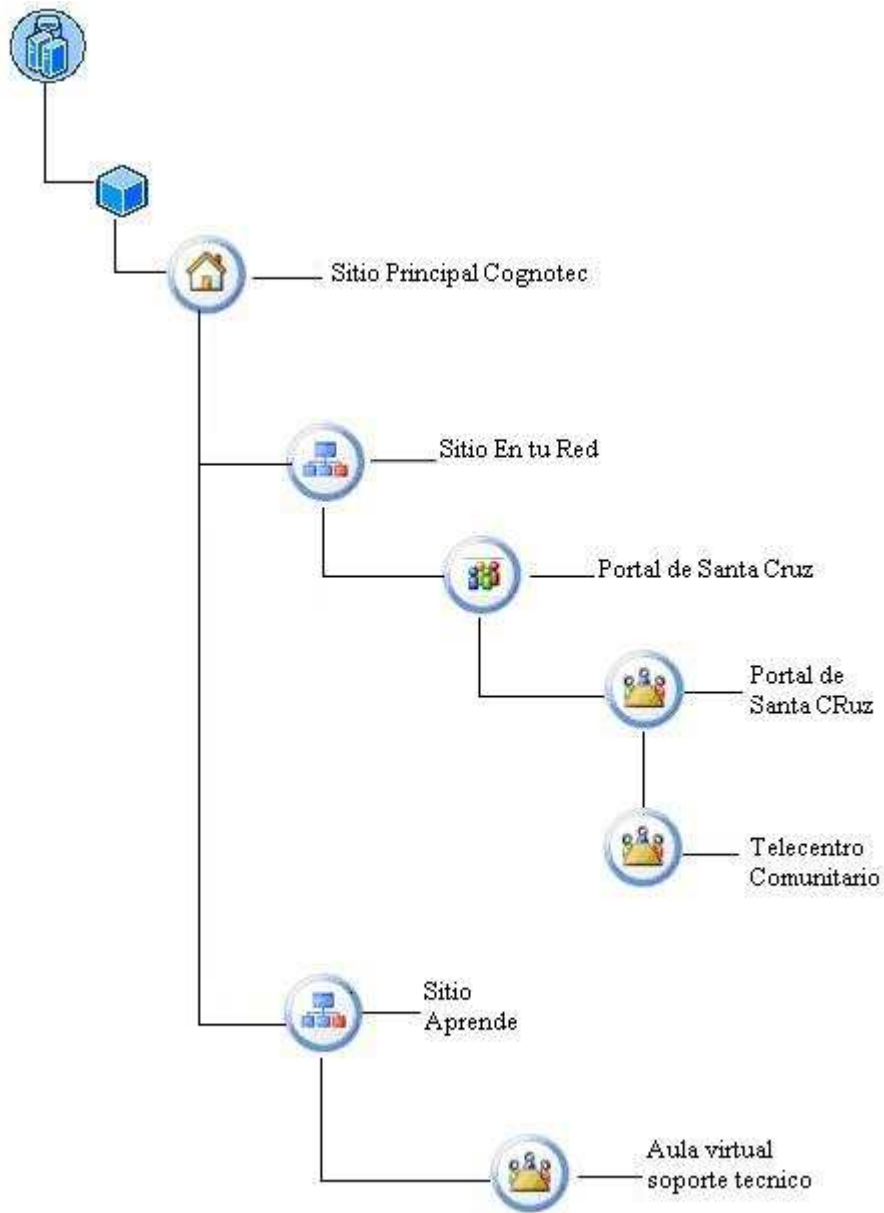 Sitio Principal Cognotec
Sitio En tu Red
Portal de Santa Cruz
Portal de
Santa CRuz
Telecentro
Comunitario
Sitio
Aprende
Aula virtual
soporte tecnico